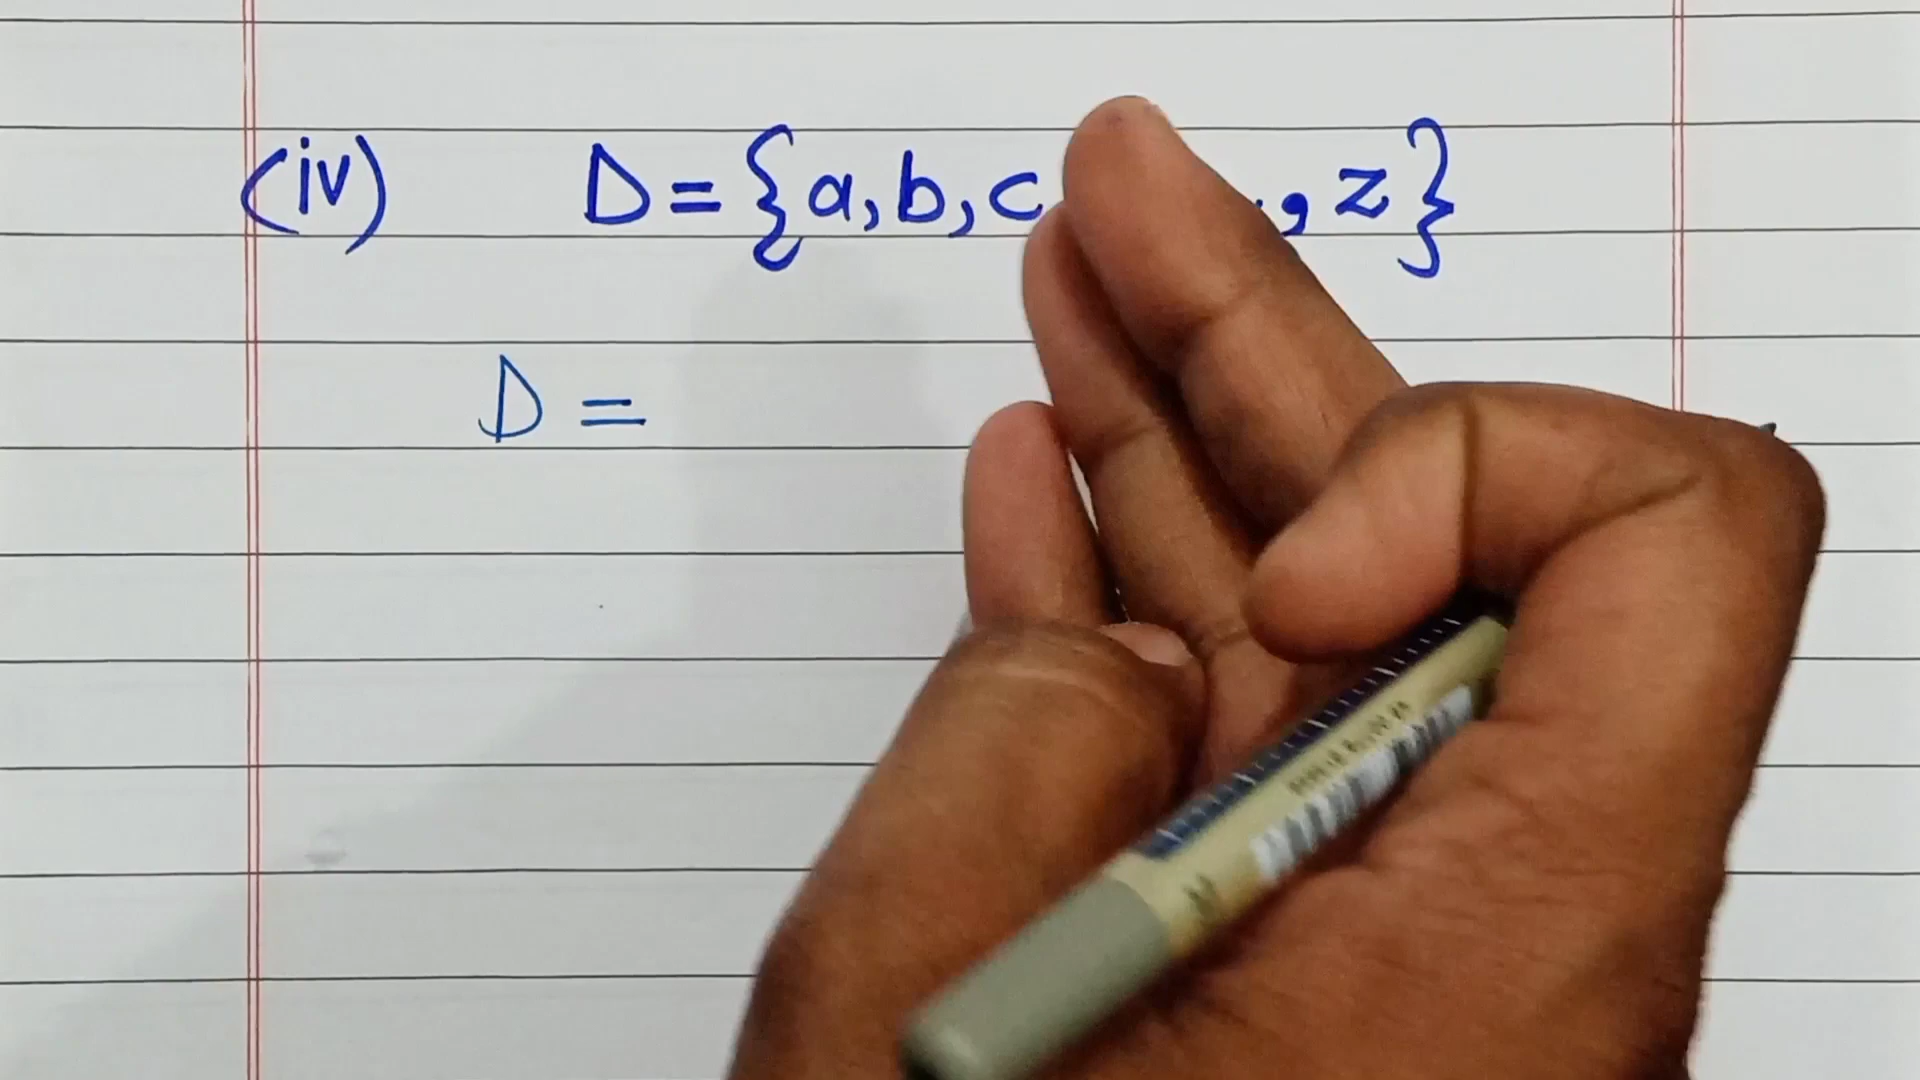 (iv) D = {a, b, c . , z}
D =